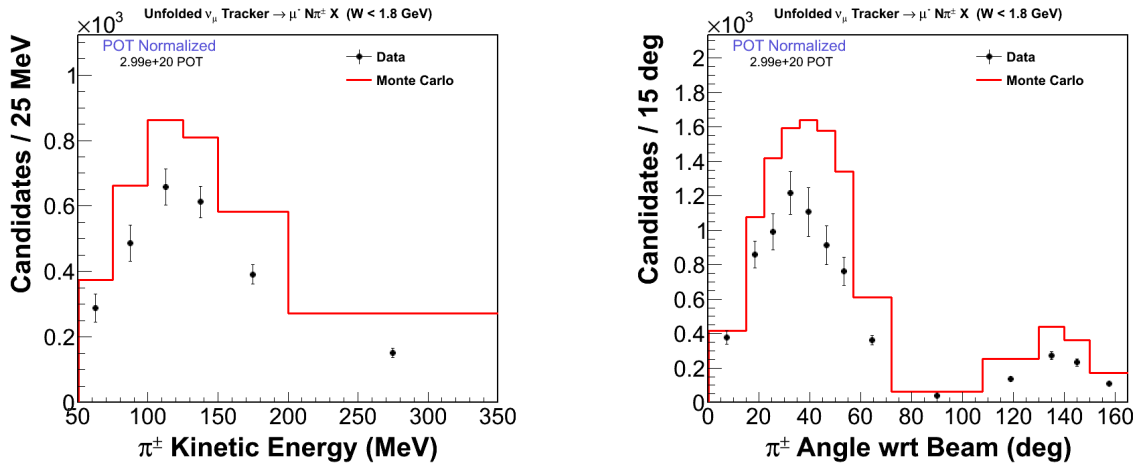 Unfolded νμ Tracker → μ- Nπ± X (W < 1.8 GeV)
×10³
POT Normalized
2.99e+20 POT
Data
Monte Carlo
Candidates / 25 MeV
1
0.8
0.6
0.4
0.2
0
50 100 150 200 250 300 350
π± Kinetic Energy (MeV)
Unfolded νμ Tracker → μ- Nπ± X (W < 1.8 GeV)
×10³
POT Normalized
2.99e+20 POT
Data
Monte Carlo
Candidates / 15 deg
2
1.8
1.6
1.4
1.2
1
0.8
0.6
0.4
0.2
0
0 20 40 60 80 100 120 140 160
π± Angle wrt Beam (deg)